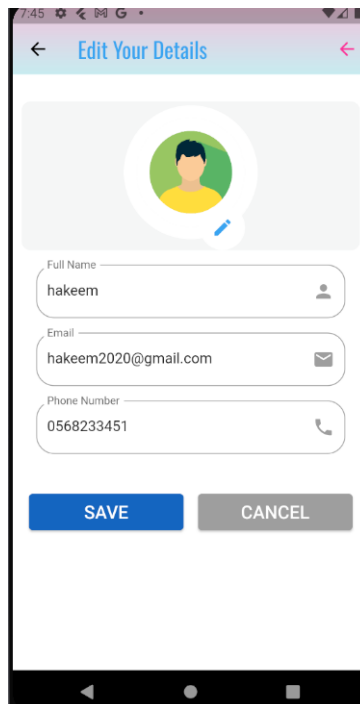 7:45 G
Edit Your Details
Full Name
hakeem
Email
hakeem2020@gmail.com
Phone Number
0568233451
SAVE CANCEL